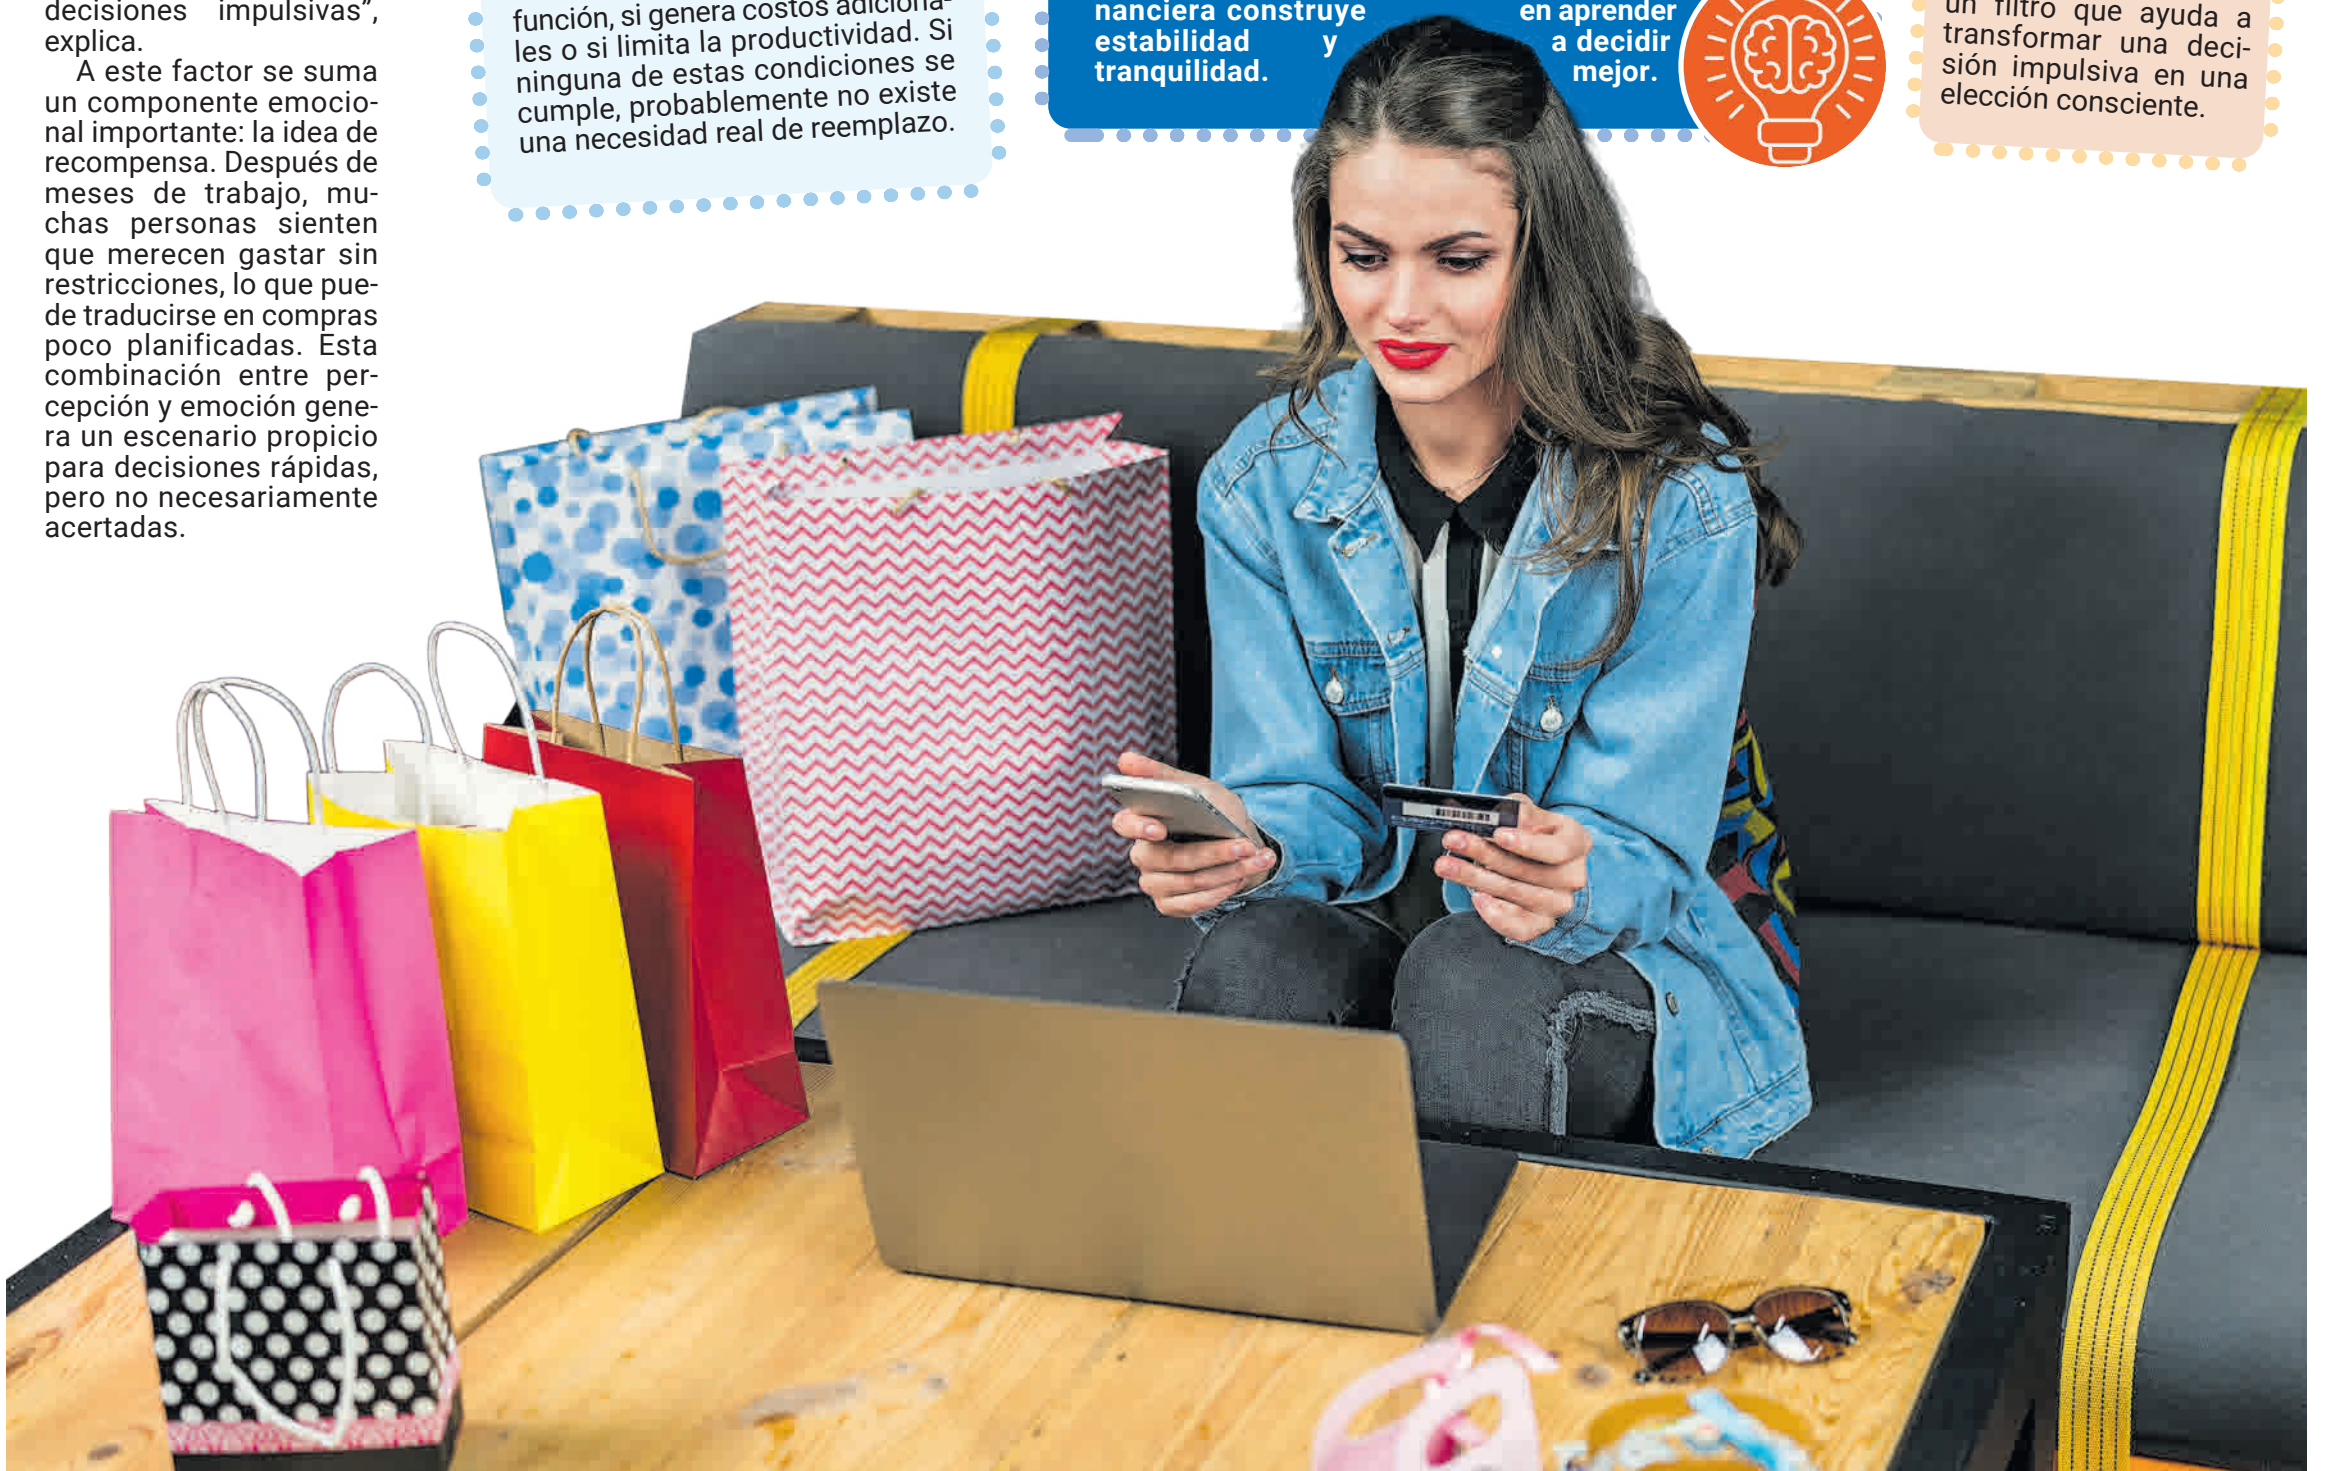 decisiones impulsivas”,
explica.
A este factor se suma
un componente emocio-
nal importante: la idea de
recompensa. Después de
meses de trabajo, mu-
chas personas sienten
que merecen gastar sin
restricciones, lo que pue-
de traducirse en compras
poco planificadas. Esta
combinación entre per-
cepción y emoción gene-
ra un escenario propicio
para decisiones rápidas,
pero no necesariamente
acertadas.
función, si genera costos adiciona-
les o si limita la productividad. Si
ninguna de estas condiciones se
cumple, probablemente no existe
una necesidad real de reemplazo.
nanciera construye
estabilidad y
tranquilidad.
en aprender
a decidir
mejor.
un filtro que ayuda a
transformar una deci-
sión impulsiva en una
elección consciente.